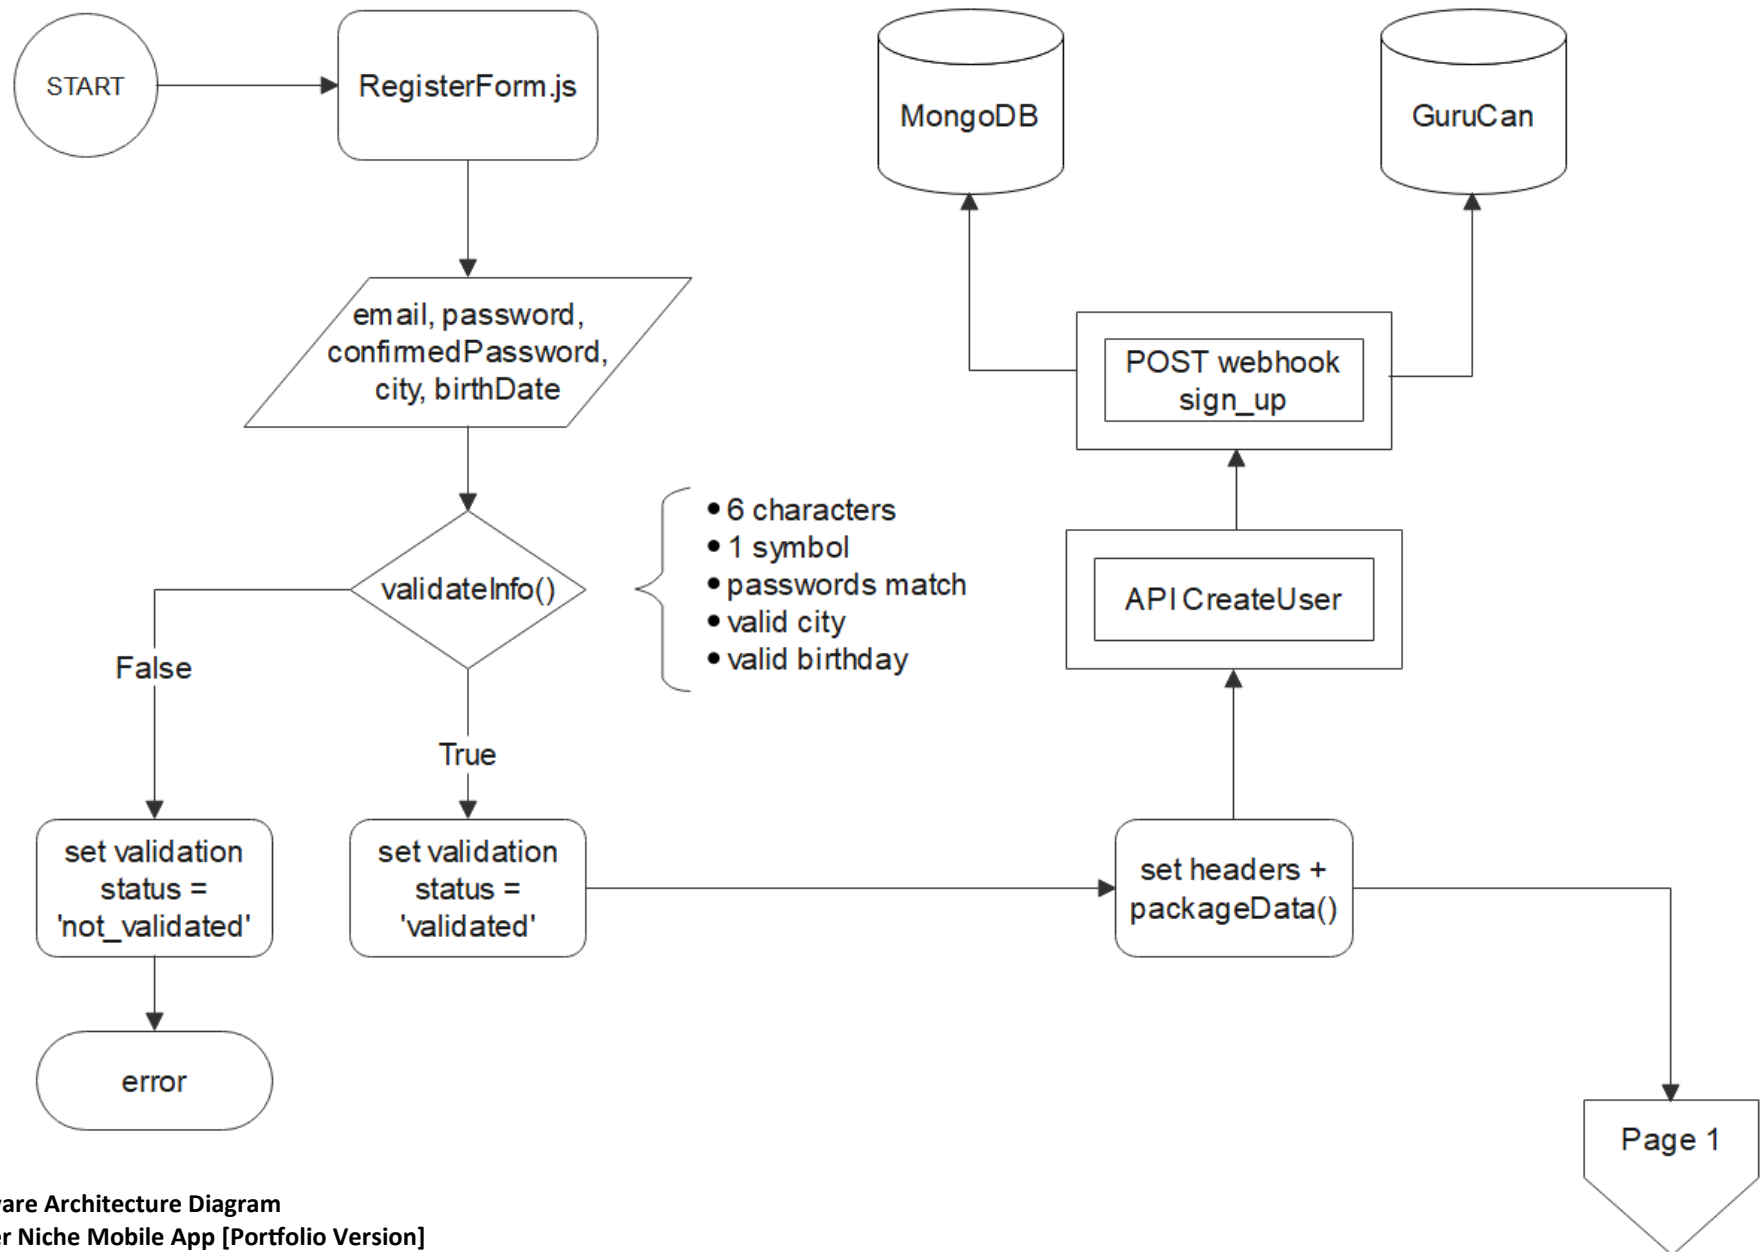 START
RegisterForm.js
MongoDB
GuruCan
email, password,
confirmedPassword,
city, birthDate
POST webhook
sign_up
validateInfo()
• 6 characters
• 1 symbol
• passwords match
• valid city
• valid birthday
API CreateUser
False
True
set validation
status =
'not_validated'
set validation
status =
'validated'
set headers +
packageData()
error
Page 1
Architecture Diagram
Niche Mobile App [Portfolio Version]